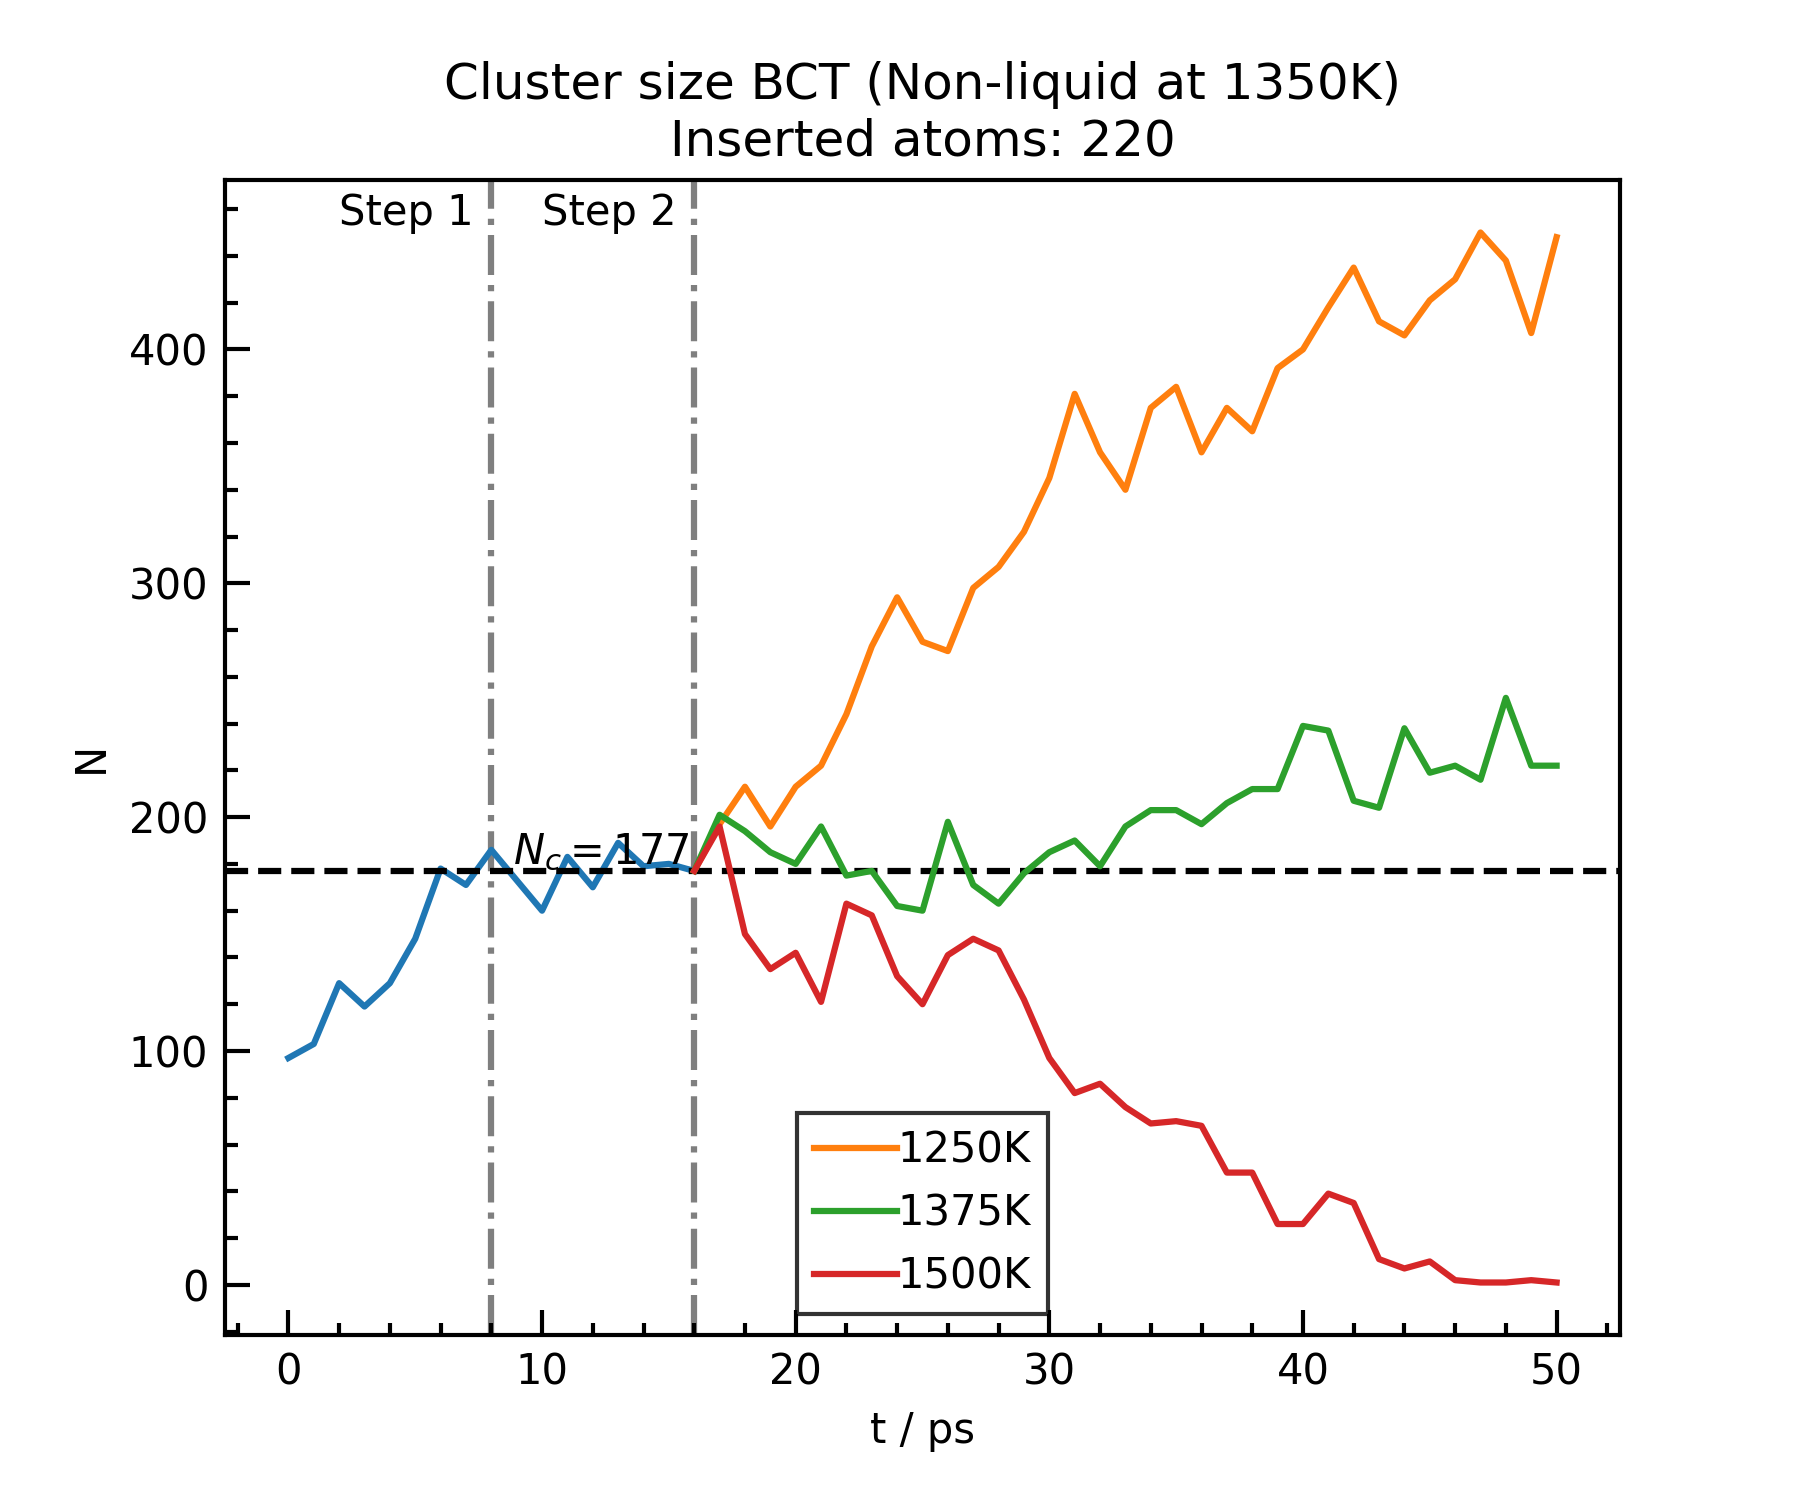 Cluster size BCT (Non-liquid at 1350K)
Inserted atoms: 220
Step 1
Step 2
N
400
300
200
100
0
N_c = 177
1250K
1375K
1500K
0
10
20
30
40
50
t / ps